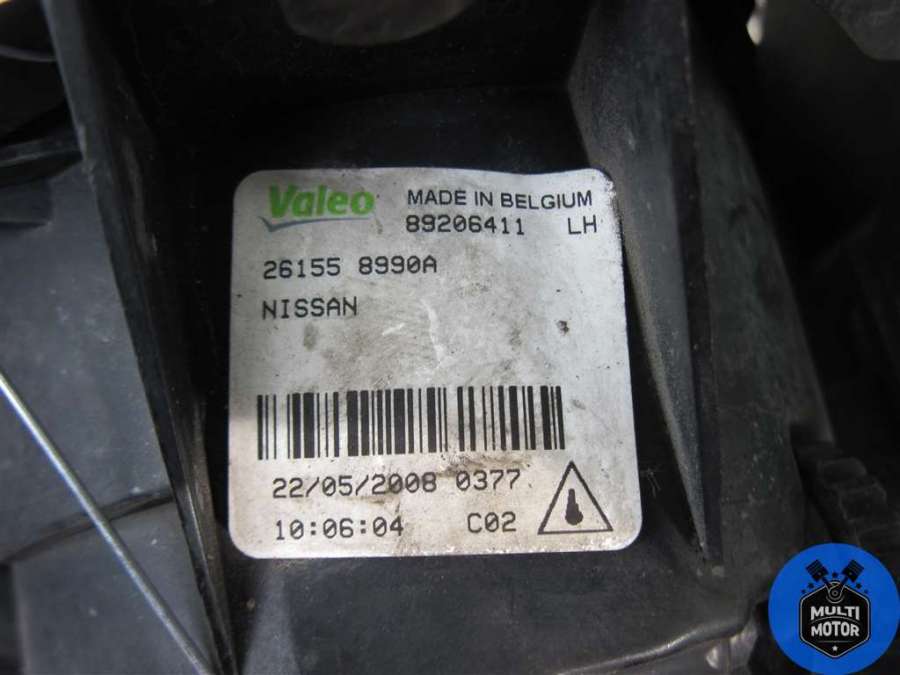 Valeo MADE IN BELGIUM
89206411 LH
26155 8990A
NISSAN
22/05/2008 0377
10:06:04 C02
MULTI
MOTOR